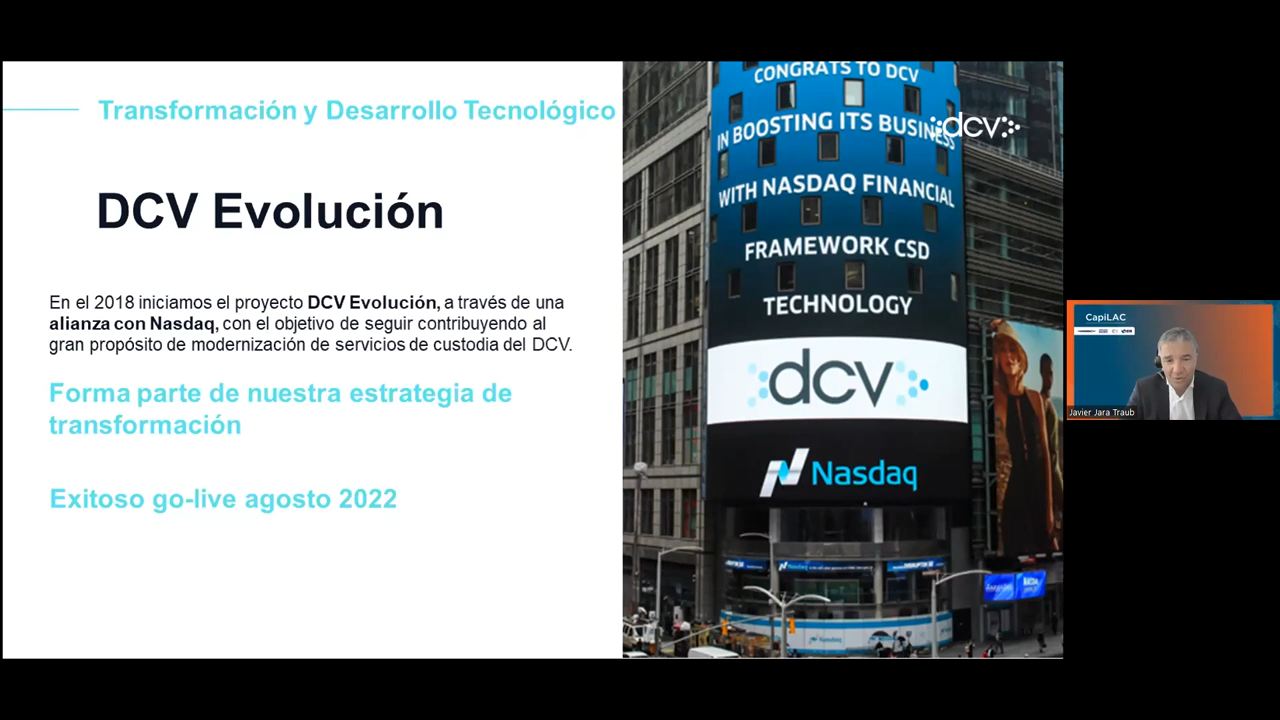 Transformación y Desarrollo Tecnológico
DCV Evolución
En el 2018 iniciamos el proyecto DCV Evolución, a través de una
alianza con Nasdaq, con el objetivo de seguir contribuyendo al
gran propósito de modernización de servicios de custodia del DCV.
Forma parte de nuestra estrategia de
transformación
Exitoso go-live agosto 2022
CONGRATS TO DCV
IN BOOSTING ITS BUSINESS
WITH NASDAQ FINANCIAL
FRAMEWORK CSD
TECHNOLOGY
dcv
Nasdaq
dcv
Nasdaq
CapiLAC
Javier Jara Traub